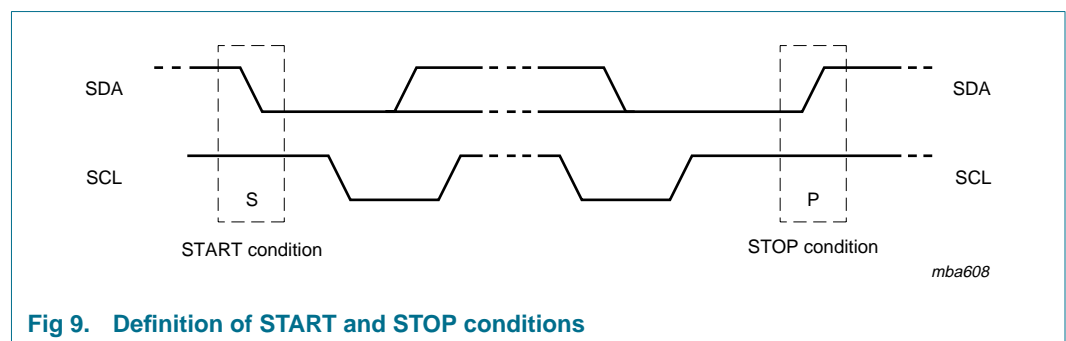 SDA
SDA
SCL
SCL
S
P
START condition
STOP condition
mba608
Fig 9. Definition of START and STOP conditions